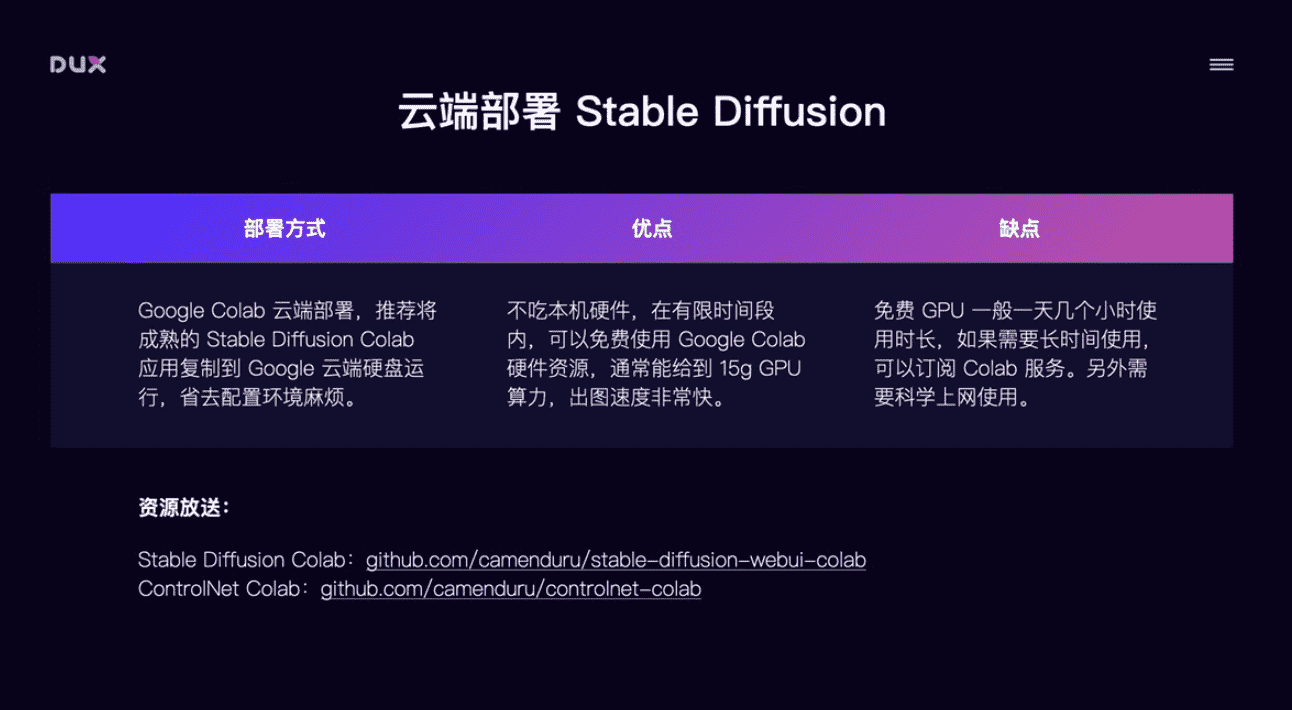 DUX
云端部署 Stable Diffusion
部署方式
优点
缺点
Google Colab 云端部署，推荐将
成熟的 Stable Diffusion Colab
应用复制到 Google 云端硬盘运
行，省去配置环境麻烦。
不吃本机硬件，在有限时间段
内，可以免费使用 Google Colab
硬件资源，通常能给到 15g GPU
算力，出图速度非常快。
免费 GPU 一般一天几个小时使
用时长，如果需要长时间使用，
可以订阅 Colab 服务。另外需
要科学上网使用。
资源放送：
Stable Diffusion Colab：github.com/camenduru/stable-diffusion-webui-colab
ControlNet Colab：github.com/camenduru/controlnet-colab